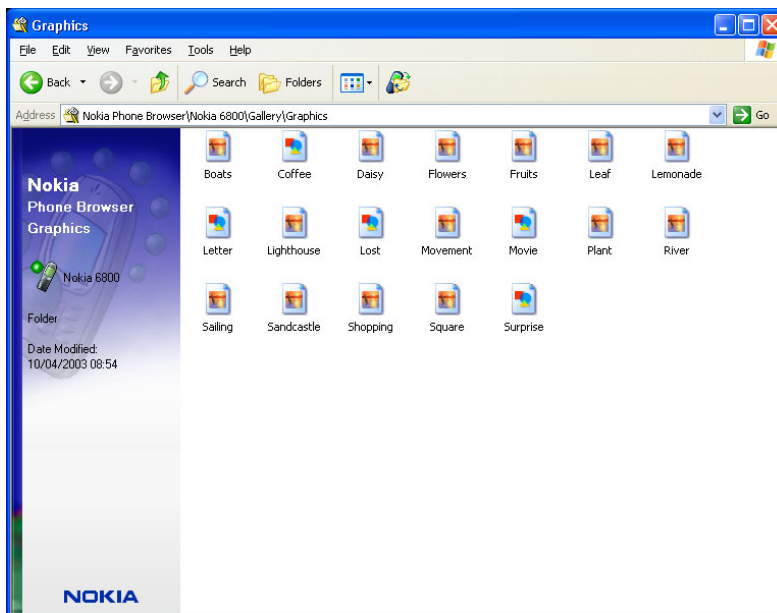 Graphics
File Edit View Favorites Tools Help
Back Search Folders
Address Nokia Phone Browser\Nokia 6800\Gallery\Graphics Go
Nokia
Phone Browser
Graphics
Nokia 6800
Folder
Date Modified:
10/04/2003 08:54
NOKIA
Boats Coffee Daisy Flowers Fruits Leaf Lemonade
Letter Lighthouse Lost Movement Movie Plant River
Sailing Sandcastle Shopping Square Surprise